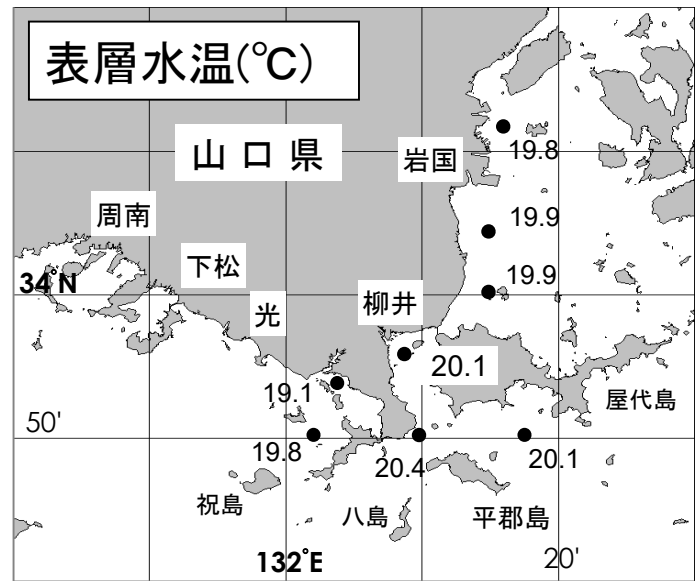 表層水温(℃)
山口県
岩国
19.8
周南
19.9
下松
19.9
34°N
光
柳井
20.1
19.1
屋代島
50'
19.8
20.4
20.1
祝島
八島
平郡島
132°E
20'